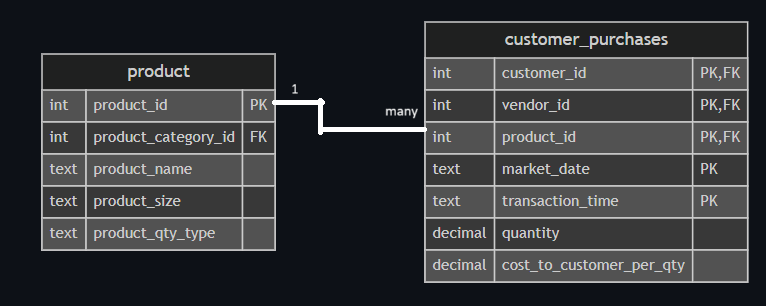 product
int product_id PK
int product_category_id FK
text product_name
text product_size
text product_qty_type
1
many
customer_purchases
int customer_id PK,FK
int vendor_id PK,FK
int product_id PK,FK
text market_date PK
text transaction_time PK
decimal quantity
decimal cost_to_customer_per_qty